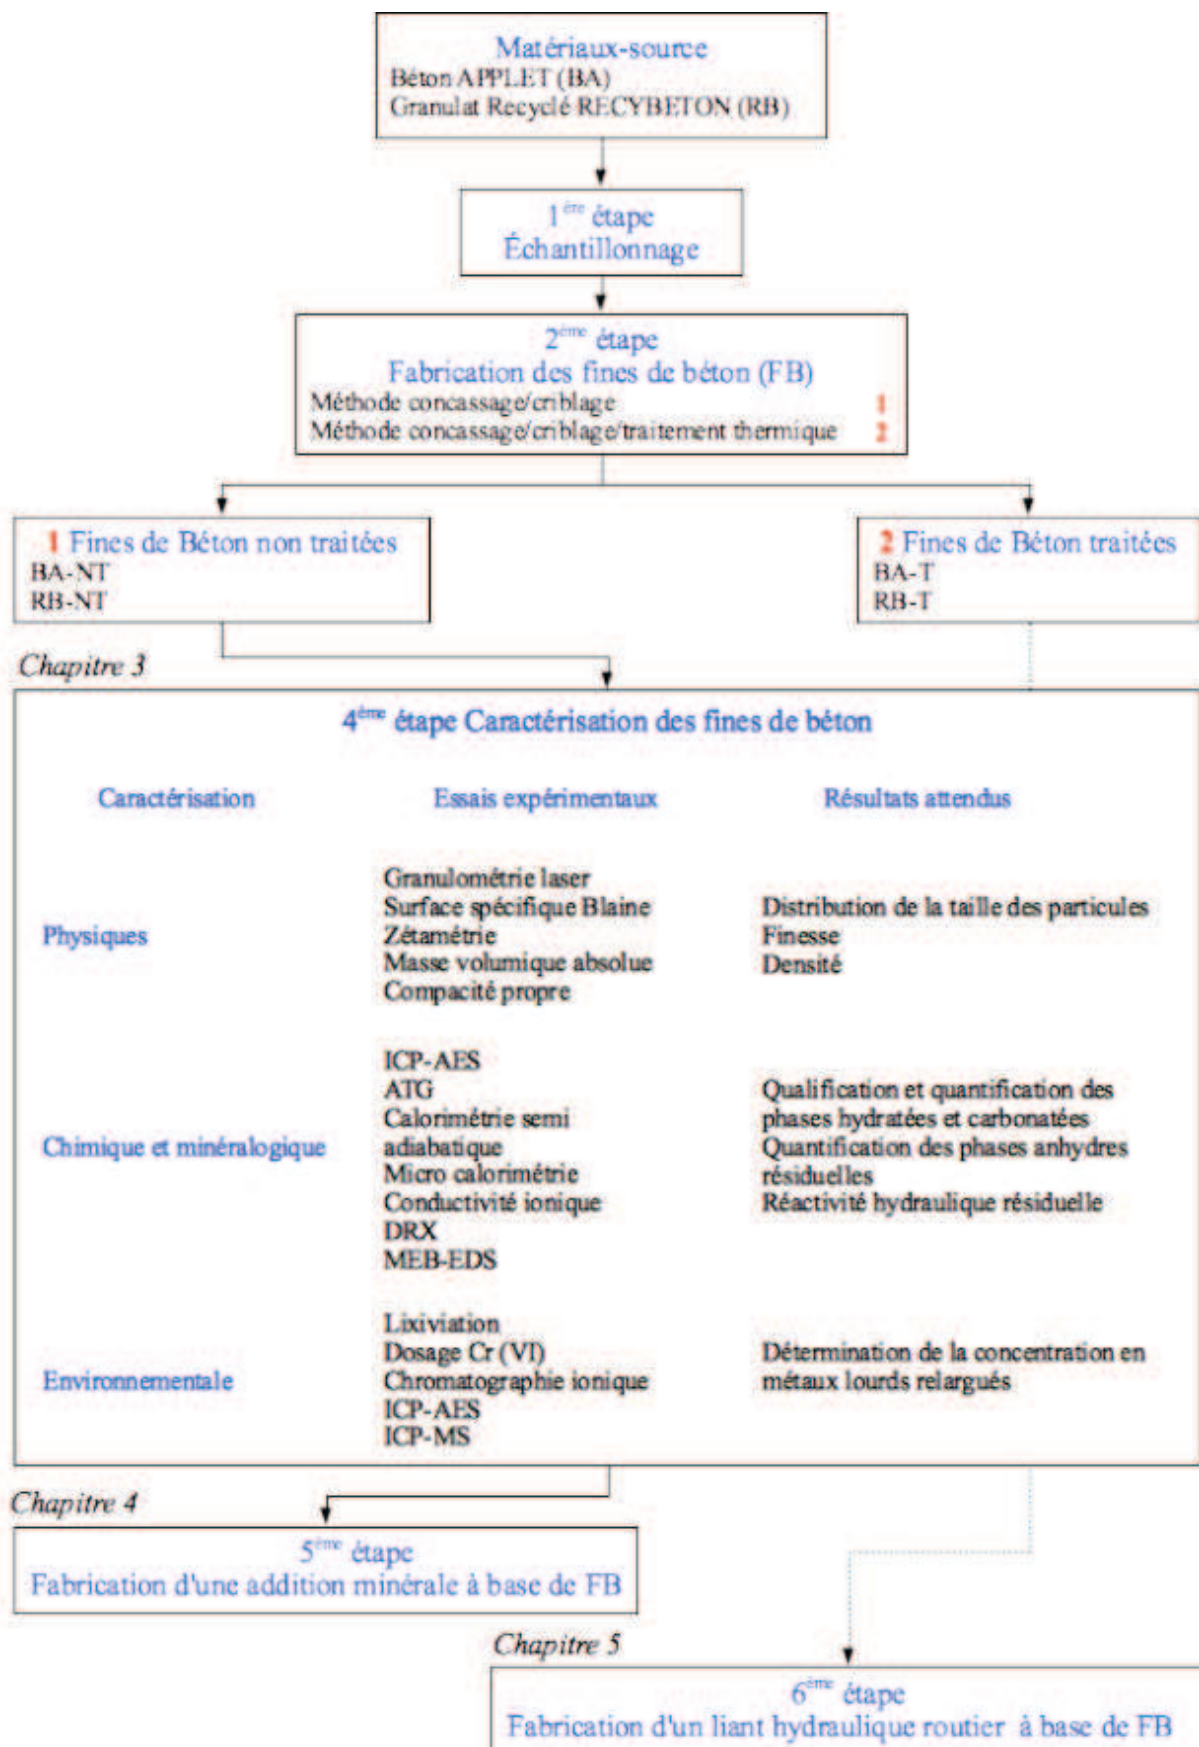 Matériaux-source
Béton APPLET (BA)
Granulat Recyclé RECYBETON (RB)
1ère étape
Échantillonnage
2ème étape
Fabrication des fines de béton (FB)
Méthode concassage/criblage 1
Méthode concassage/criblage/traitement thermique 2
1 Fines de Béton non traitées
BA-NT
RB-NT
2 Fines de Béton traitées
BA-T
RB-T
Chapitre 3
4ème étape Caractérisation des fines de béton
Caractérisation Essais expérimentaux Résultats attendus
Physiques
Granulométrie laser
Surface spécifique Blaine
Zétamétrie
Masse volumique absolue
Compacité propre
Distribution de la taille des particules
Finesse
Densité
Chimique et minéralogique
ICP-AES
ATG
Calorimétrie semi
adiabatique
Micro calorimétrie
Conductivité ionique
DRX
MEB-EDS
Qualification et quantification des
phases hydratées et carbonatées
Quantification des phases anhydres
résiduelles
Réactivité hydraulique résiduelle
Environnementale
Lixiviation
Dosage Cr (VI)
Chromatographie ionique
ICP-AES
ICP-MS
Détermination de la concentration en
métaux lourds relargués
Chapitre 4
5ème étape
Fabrication d'une addition minérale à base de FB
Chapitre 5
6ème étape
Fabrication d'un liant hydraulique routier à base de FB